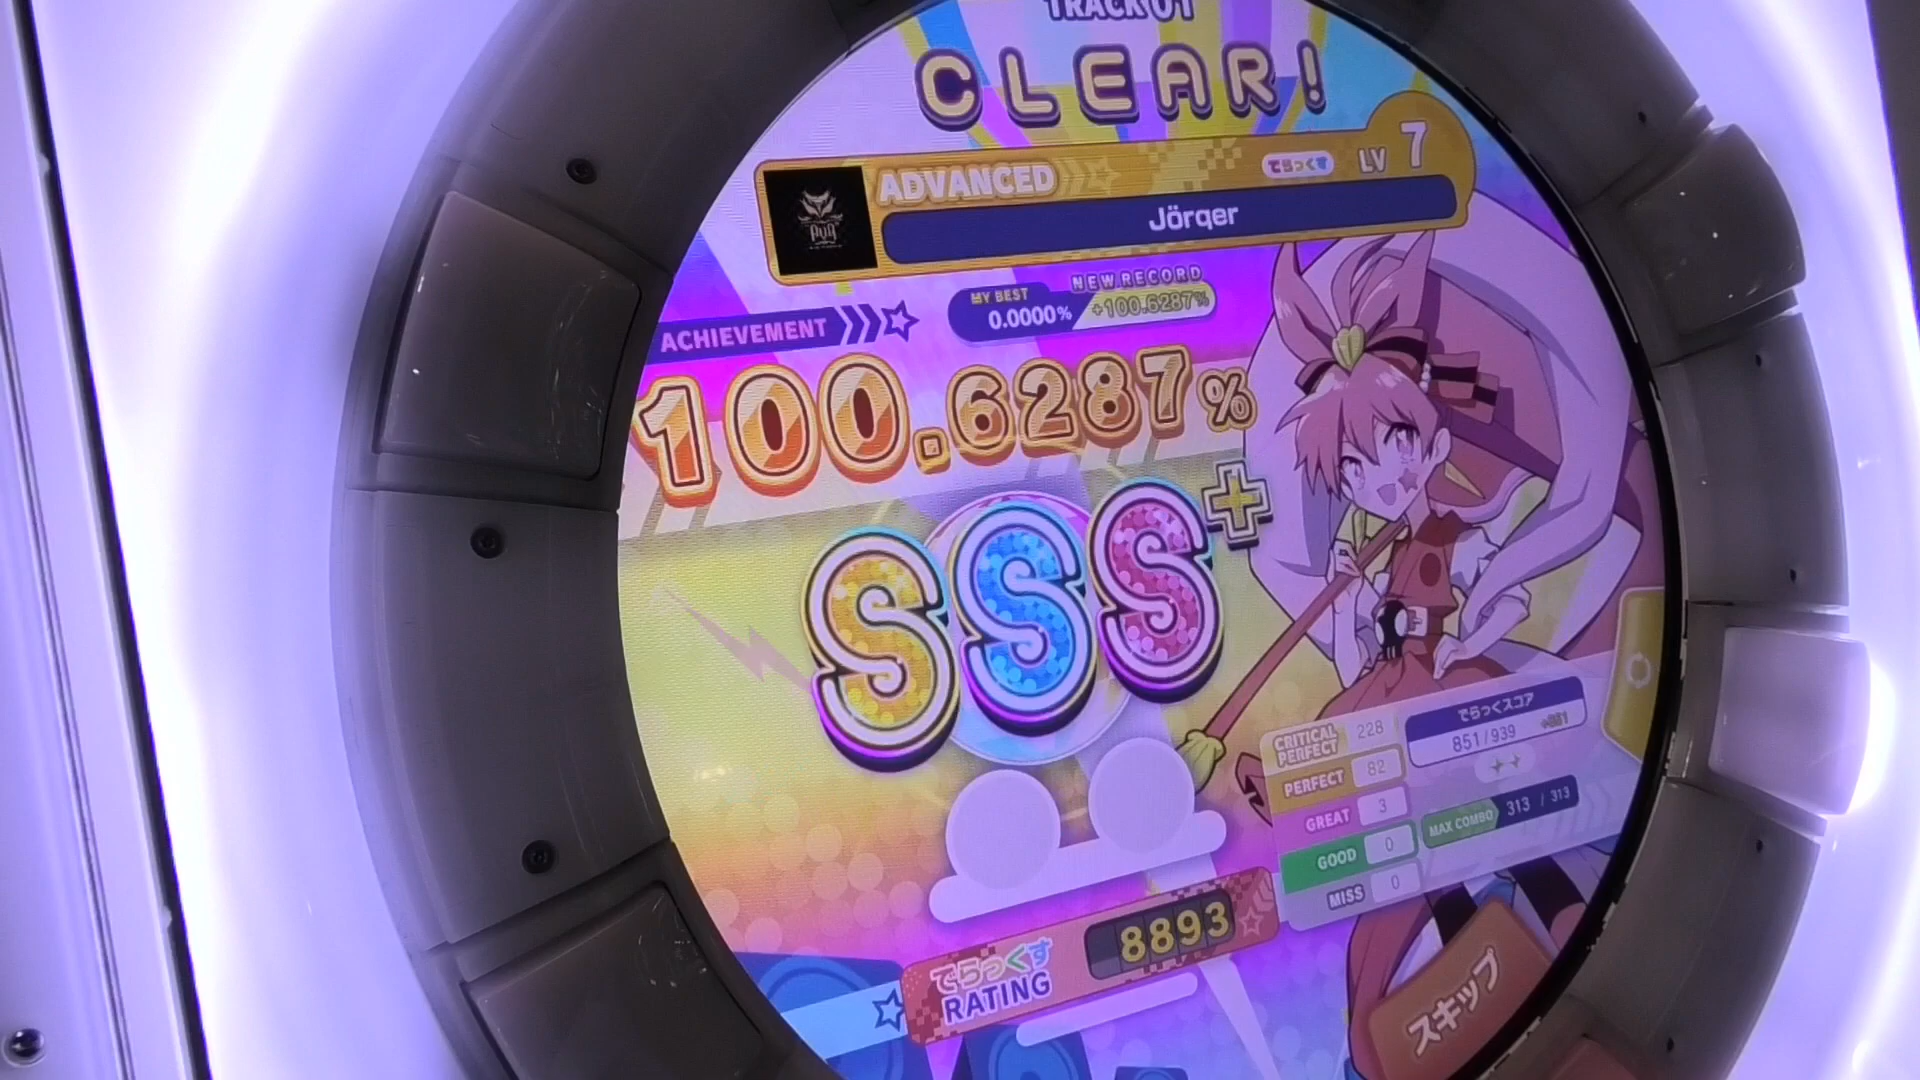 TRACK 01
CLEAR!
ADVANCED
でらっくす LV 7
Jörqer
NEW RECORD
MY BEST
0.0000% +100.6287%
ACHIEVEMENT
100.6287%
SSS+
でらっくスコア
851/939 +851
CRITICAL PERFECT 228
PERFECT 82
GREAT 3
GOOD 0
MISS 0
MAX COMBO 313 / 313
でらっくす
RATING 8893
スキップ